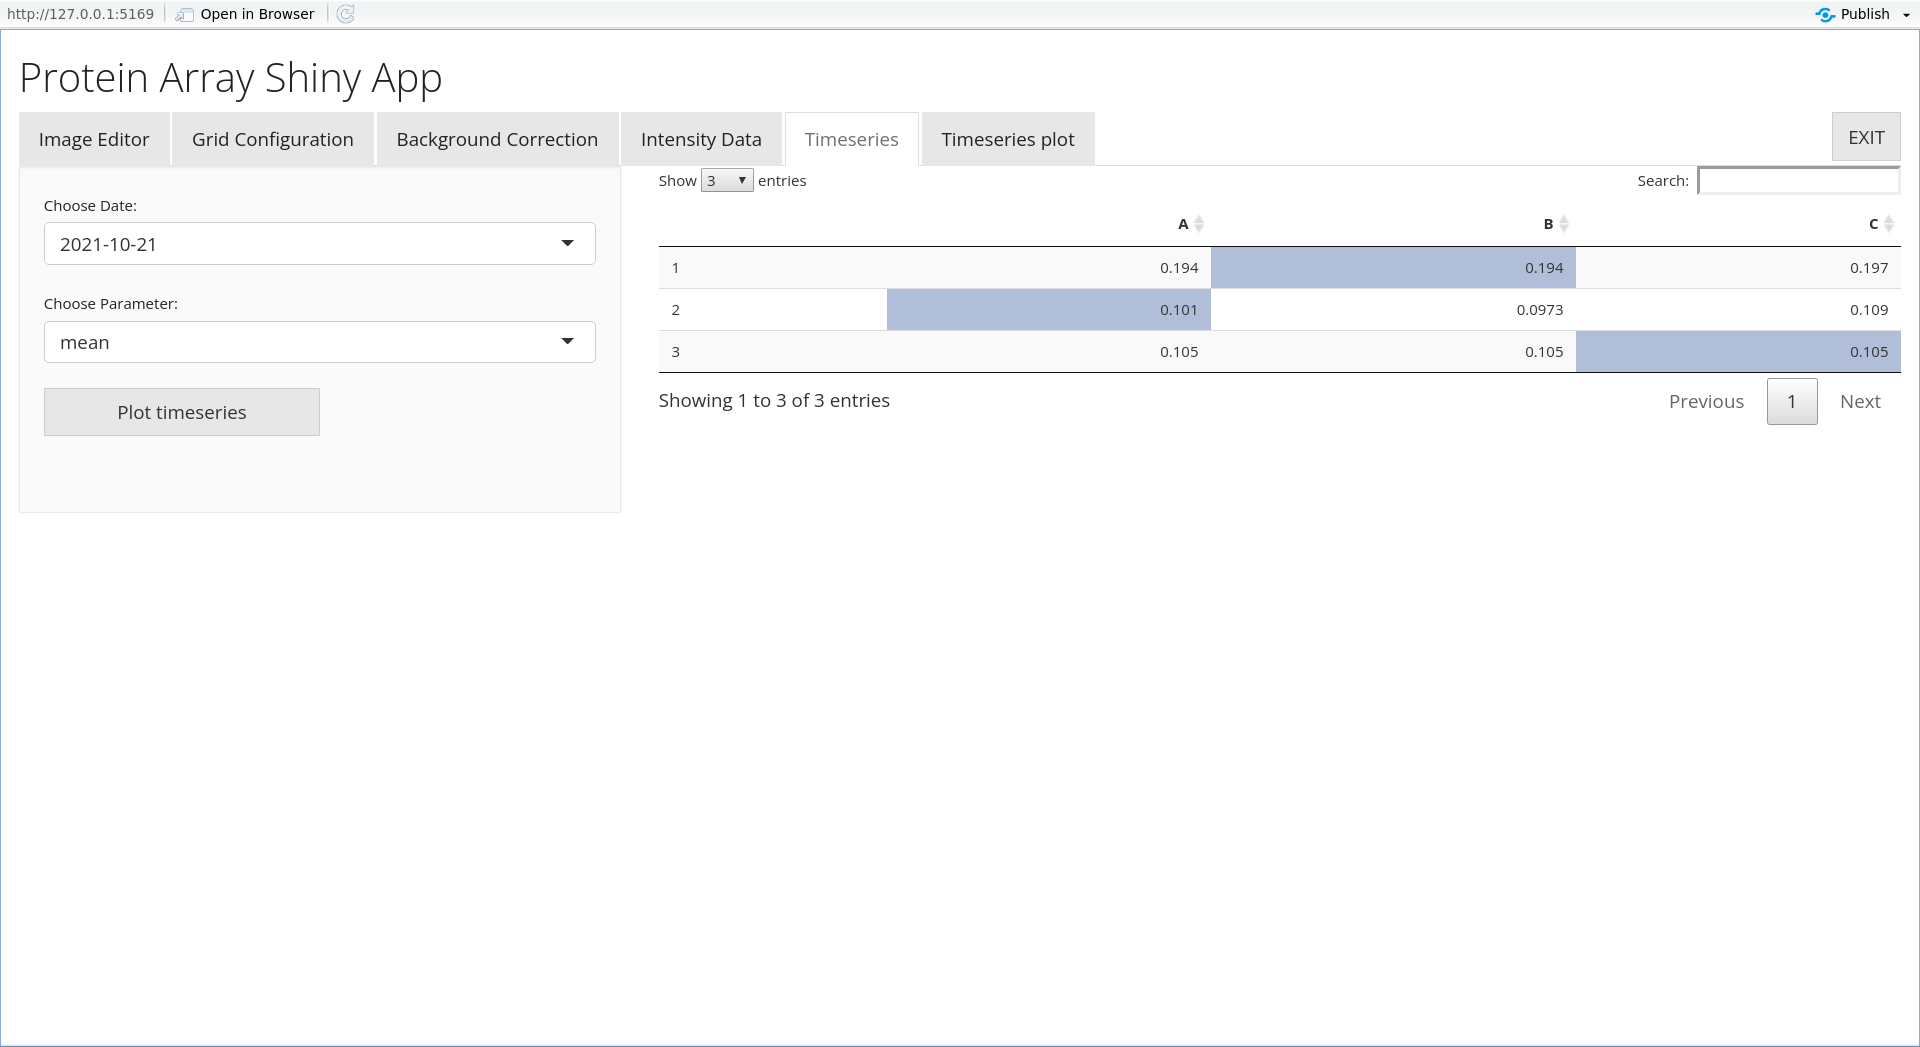 http://127.0.0.1:5169 Open in Browser Publish
Protein Array Shiny App
Image Editor Grid Configuration Background Correction Intensity Data Timeseries Timeseries plot EXIT
Choose Date:
2021-10-21
Choose Parameter:
mean
Plot timeseries
Show 3 entries Search:
A B C
1 0.194 0.194 0.197
2 0.101 0.0973 0.109
3 0.105 0.105 0.105
Showing 1 to 3 of 3 entries Previous 1 Next